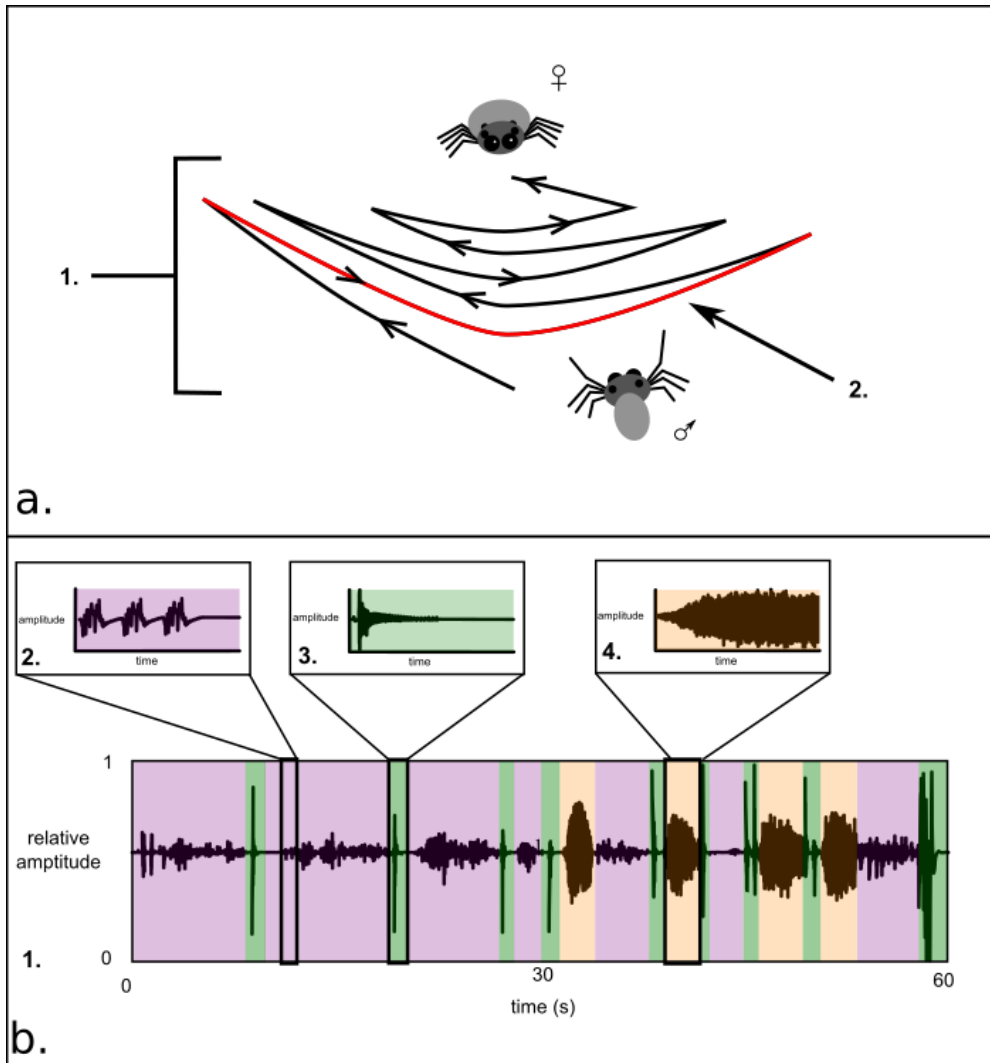 ♀
1.
2.
♂
a.
amplitude
2.
time
amplitude
3.
time
amplitude
4.
time
1
relative
amptitude
0
1.
0
30
60
time (s)
b.